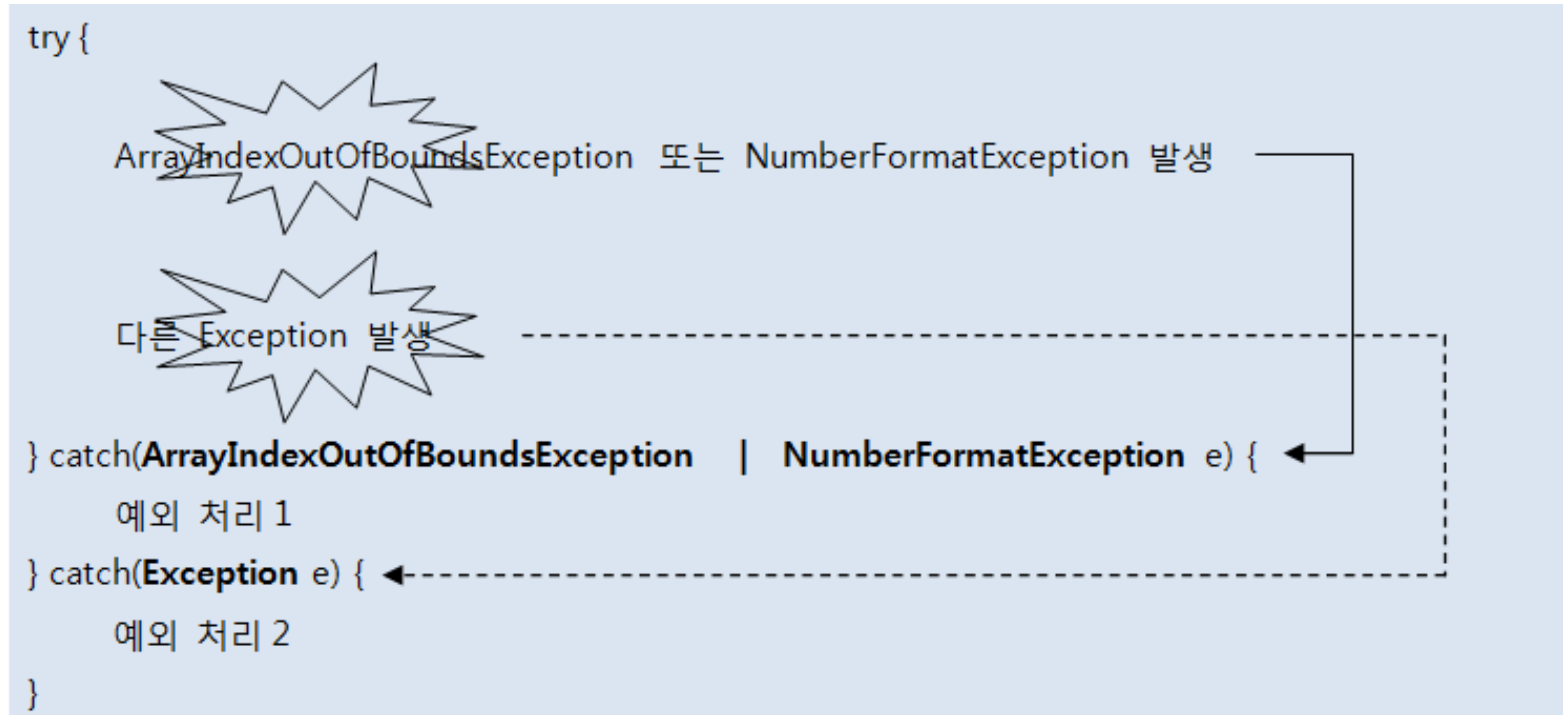 try {
ArrayIndexOutOfBoundsException 또는 NumberFormatException 발생
다른 Exception 발생
} catch(ArrayIndexOutOfBoundsException | NumberFormatException e) {
예외 처리 1
} catch(Exception e) {
예외 처리 2
}